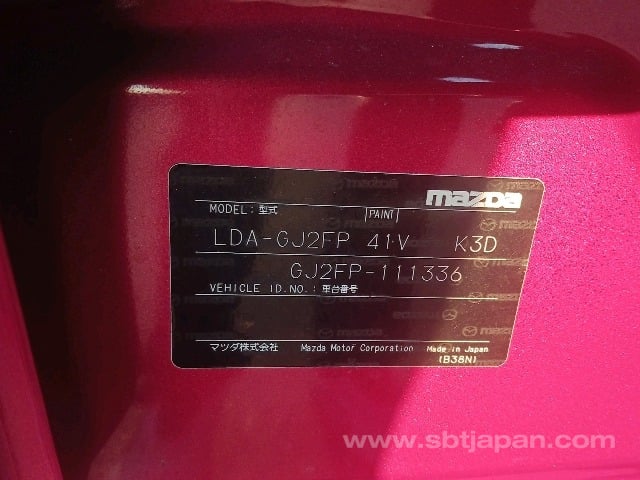 mazda
MODEL: 型式 PAINT
LDA-GJ2FP 41V K3D
GJ2FP-111336
VEHICLE ID.NO.: 車台番号
マツダ株式会社 Mazda Motor Corporation Made in Japan
(B38N)
www.sbtjapan.com